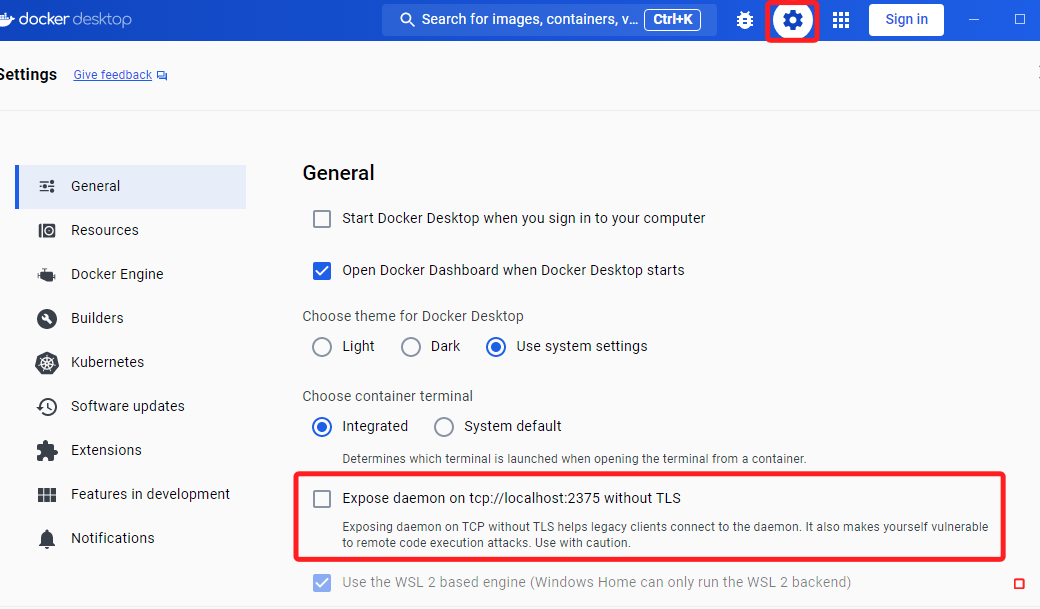 docker desktop
Search for images, containers, v... Ctrl+K
Sign in
Settings Give feedback
General
Resources
Docker Engine
Builders
Kubernetes
Software updates
Extensions
Features in development
Notifications
General
Start Docker Desktop when you sign in to your computer
Open Docker Dashboard when Docker Desktop starts
Choose theme for Docker Desktop
Light Dark Use system settings
Choose container terminal
Integrated System default
Determines which terminal is launched when opening the terminal from a container.
Expose daemon on tcp://localhost:2375 without TLS
Exposing daemon on TCP without TLS helps legacy clients connect to the daemon. It also makes yourself vulnerable
to remote code execution attacks. Use with caution.
Use the WSL 2 based engine (Windows Home can only run the WSL 2 backend)